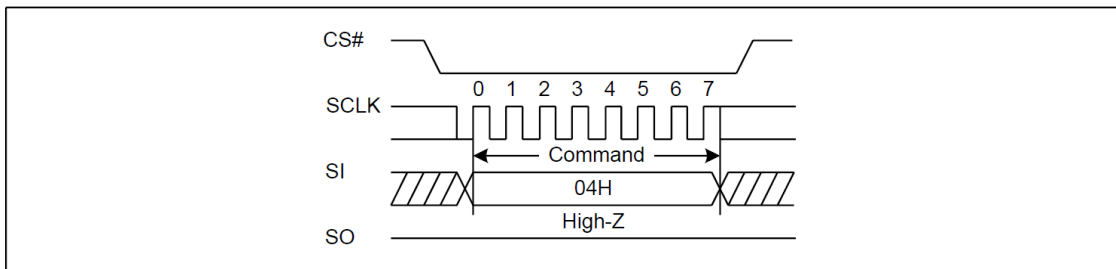 CS#
0 1 2 3 4 5 6 7
SCLK
Command
SI
04H
High-Z
SO